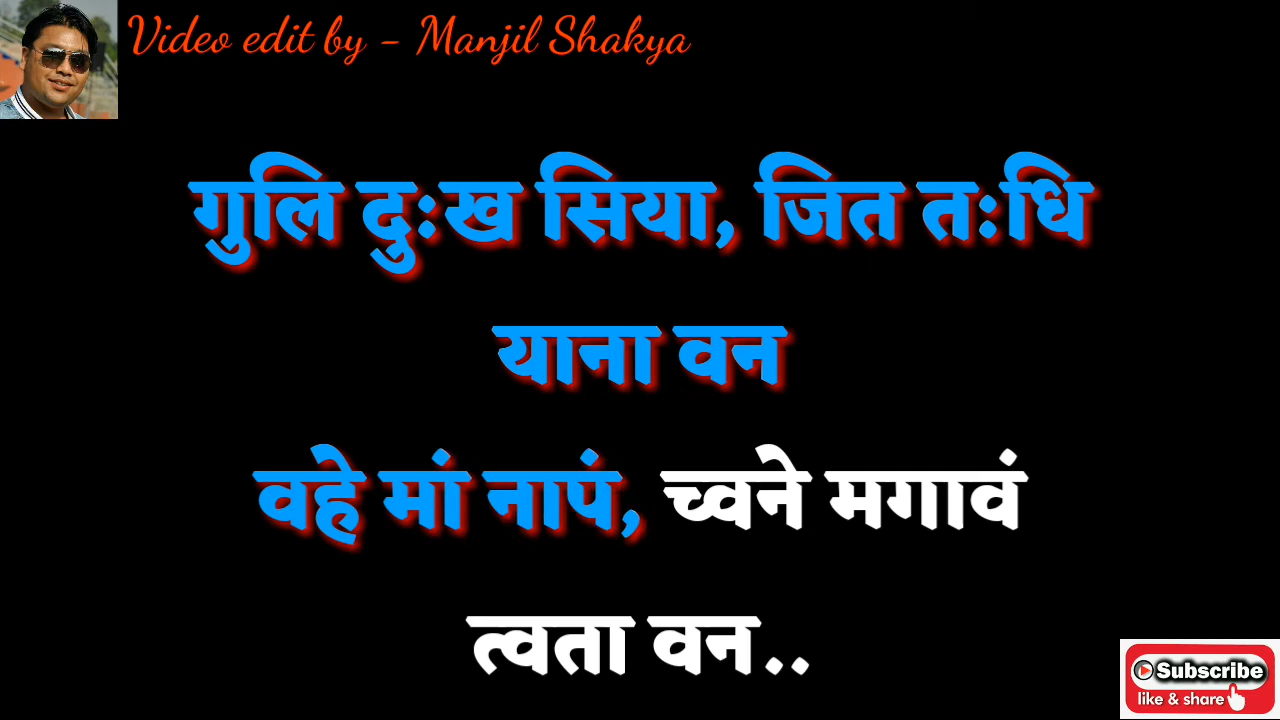 Video edit by - Manjil Shakya
गुलि दुःख सिया, जित तःधि
याना वन
वहे मां नापं, च्वने मगावं
त्वता वन..
Subscribe
like & share